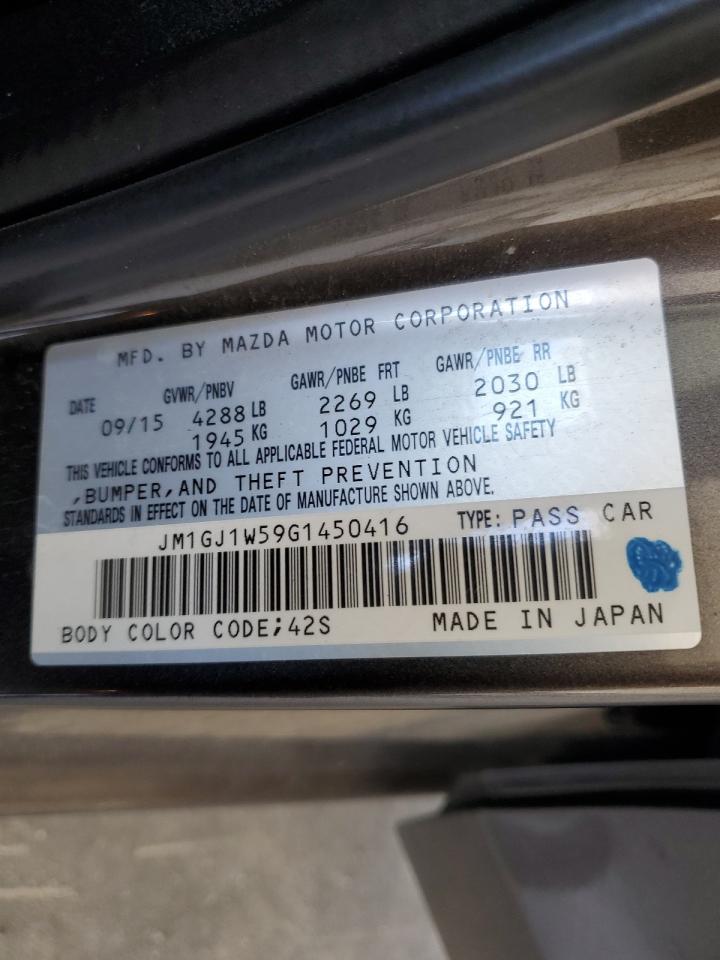 MFD. BY MAZDA MOTOR CORPORATION
DATE GVWR/PNBV GAWR/PNBE FRT GAWR/PNBE RR
09/15 4288 LB 2269 LB 2030 LB
1945 KG 1029 KG 921 KG
THIS VEHICLE CONFORMS TO ALL APPLICABLE FEDERAL MOTOR VEHICLE SAFETY
,BUMPER,AND THEFT PREVENTION
STANDARDS IN EFFECT ON THE DATE OF MANUFACTURE SHOWN ABOVE.
JM1GJ1W59G1450416 TYPE: PASS CAR
BODY COLOR CODE;42S MADE IN JAPAN